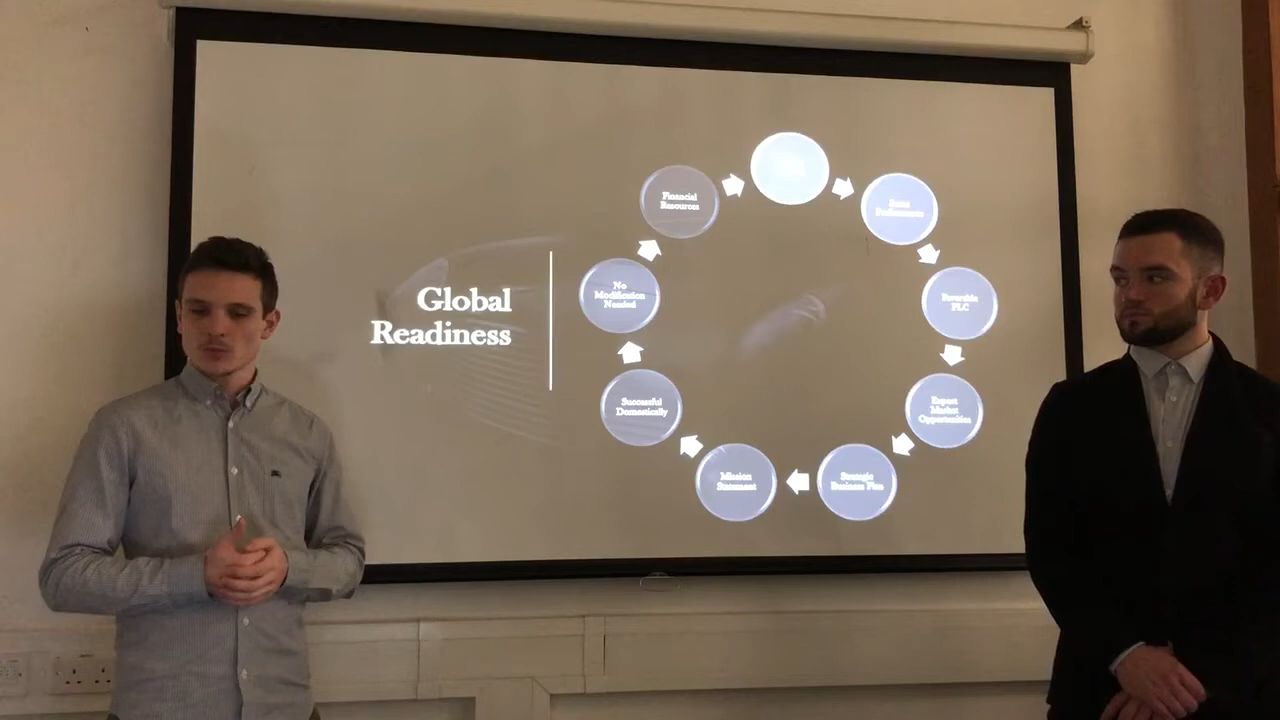 Global
Readiness
Financial
Resources
No
Modification
Needed
Successful
Domestically
Mission
Statement
Strategic
Business Plan
Export
Market
Opportunities
Favorable
PLC